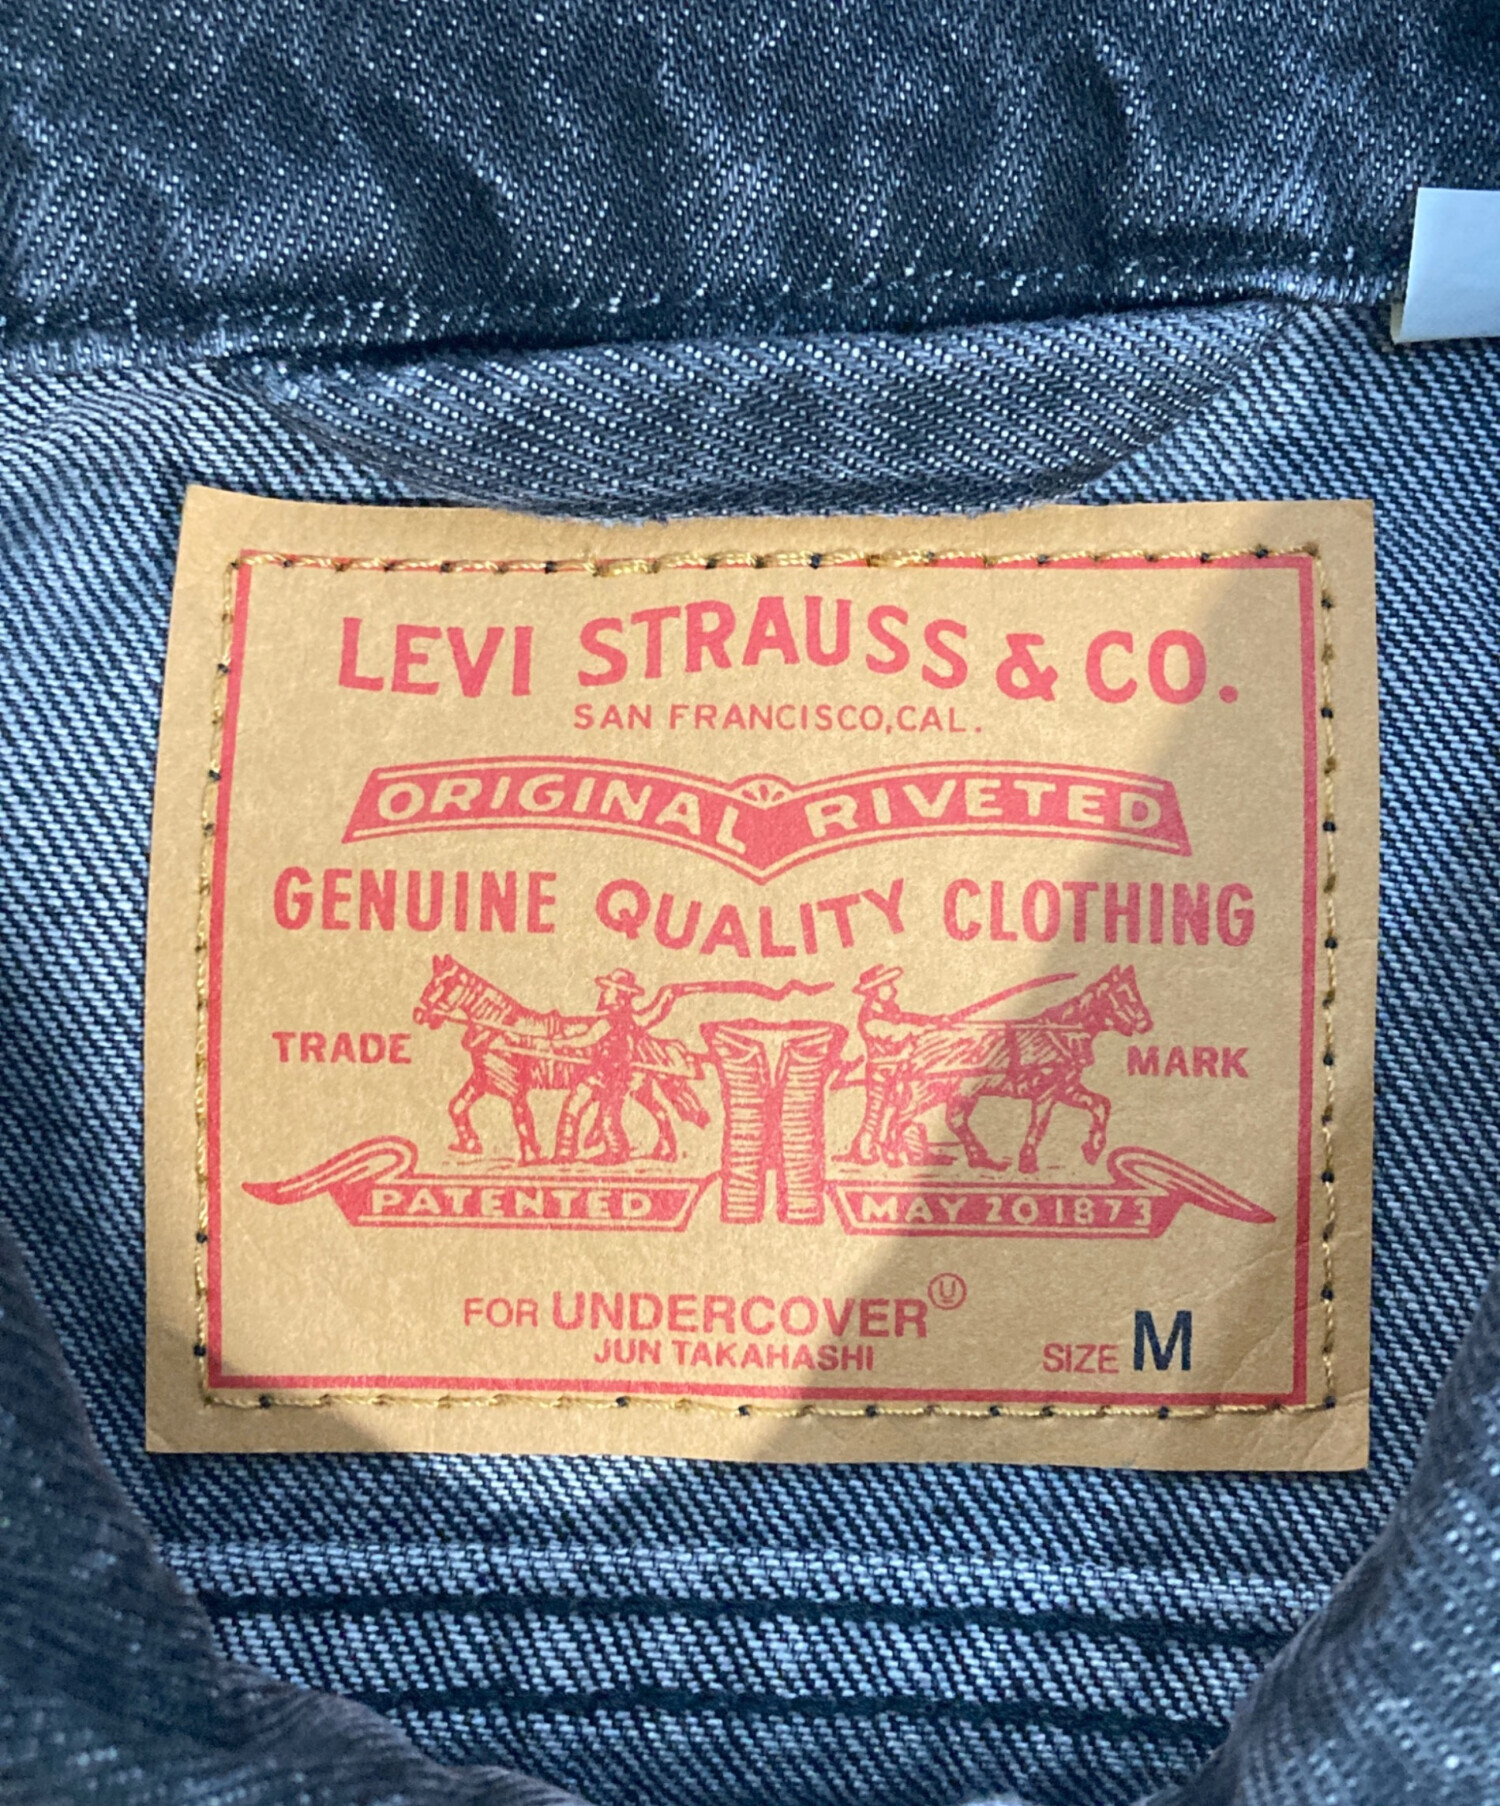 LEVI STRAUSS & CO.
SAN FRANCISCO, CAL.
ORIGINAL RIVETED
GENUINE QUALITY CLOTHING
TRADE MARK
PATENTED MAY 20 1873
FOR UNDERCOVER Ⓤ
JUN TAKAHASHI
SIZE M